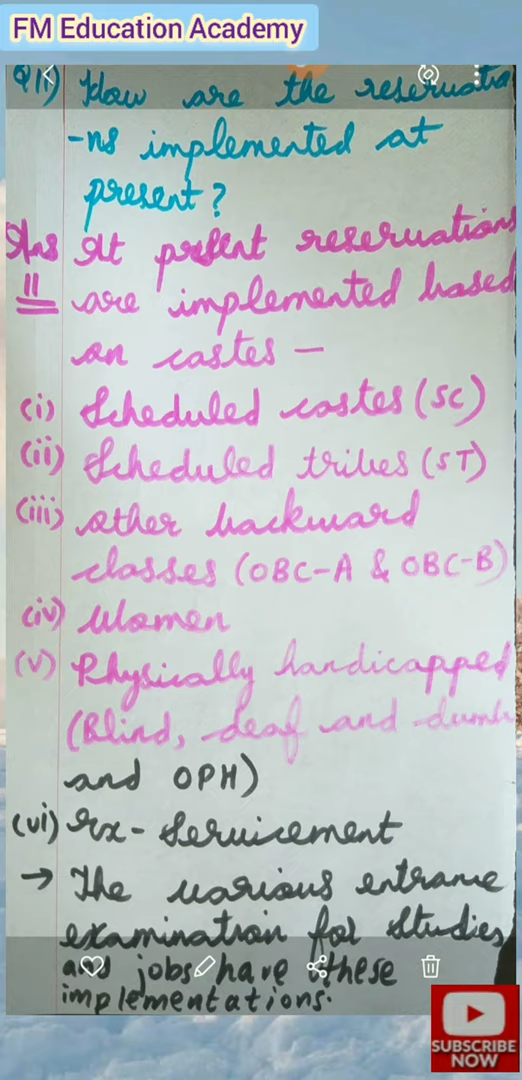 FM Education Academy
Q11) How are the reservatio
-ns implemented at
present?
Ans At present reservations
are implemented based
on castes —
(i) Scheduled castes (SC)
(ii) Scheduled tribes (ST)
(iii) other backward
classes (OBC-A & OBC-B)
(iv) Women
(v) Physically handicapped
(Blind, deaf and dumb
and OPH)
(vi) Ex-Servicement
→ The various entrance
examination for studies
and jobs have these
implementations.
SUBSCRIBE
NOW